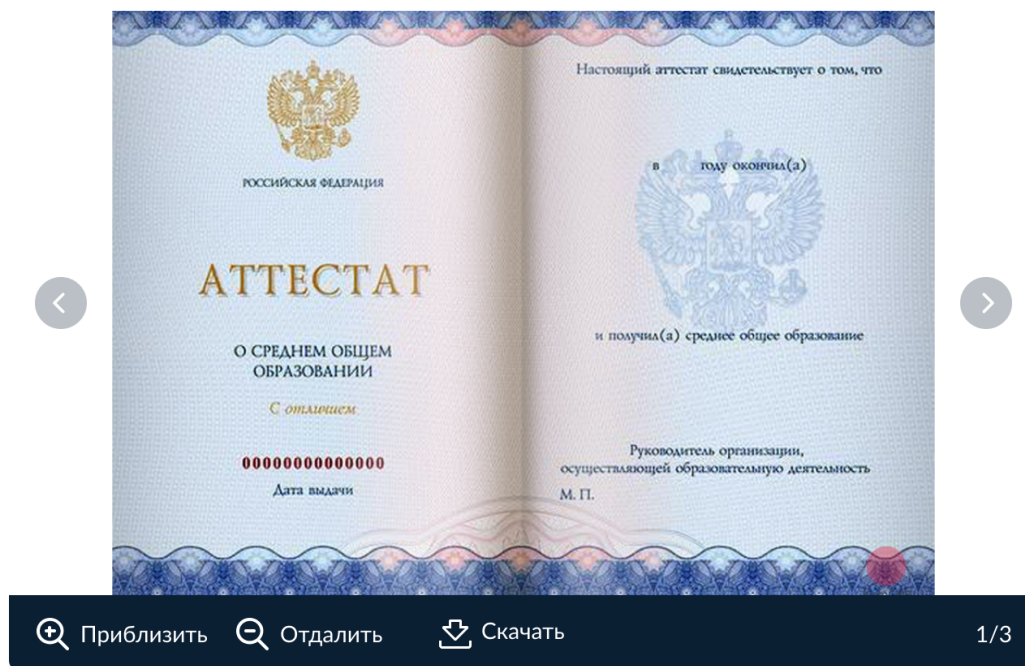 РОССИЙСКАЯ ФЕДЕРАЦИЯ
АТТЕСТАТ
О СРЕДНЕМ ОБЩЕМ
ОБРАЗОВАНИИ
С отличием
00000000000000
Дата выдачи
Настоящий аттестат свидетельствует о том, что
в году окончил(а)
и получил(а) среднее общее образование
Руководитель организации,
осуществляющей образовательную деятельность
М. П.
Приблизить Отдалить Скачать 1/3